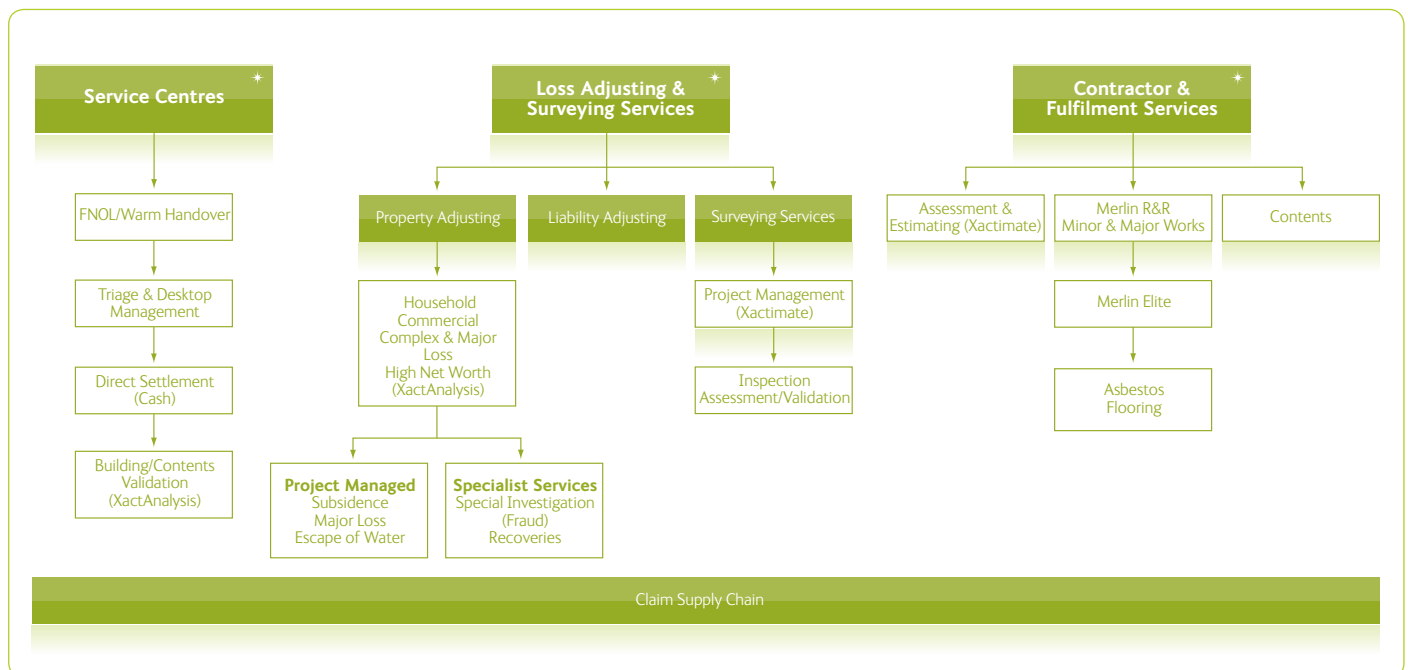 Service Centres
FNOL/Warm Handover
Triage & Desktop
Management
Direct Settlement
(Cash)
Building/Contents
Validation
(XactAnalysis)
Loss Adjusting &
Surveying Services
Property Adjusting
Liability Adjusting
Surveying Services
Household
Commercial
Complex & Major
Loss
High Net Worth
(XactAnalysis)
Project Managed
Subsidence
Major Loss
Escape of Water
Specialist Services
Special Investigation
(Fraud)
Recoveries
Project Management
(Xactimate)
Inspection
Assessment/Validation
Contractor &
Fulfilment Services
Assessment &
Estimating (Xactimate)
Merlin R&R
Minor & Major Works
Contents
Merlin Elite
Asbestos
Flooring
Claim Supply Chain